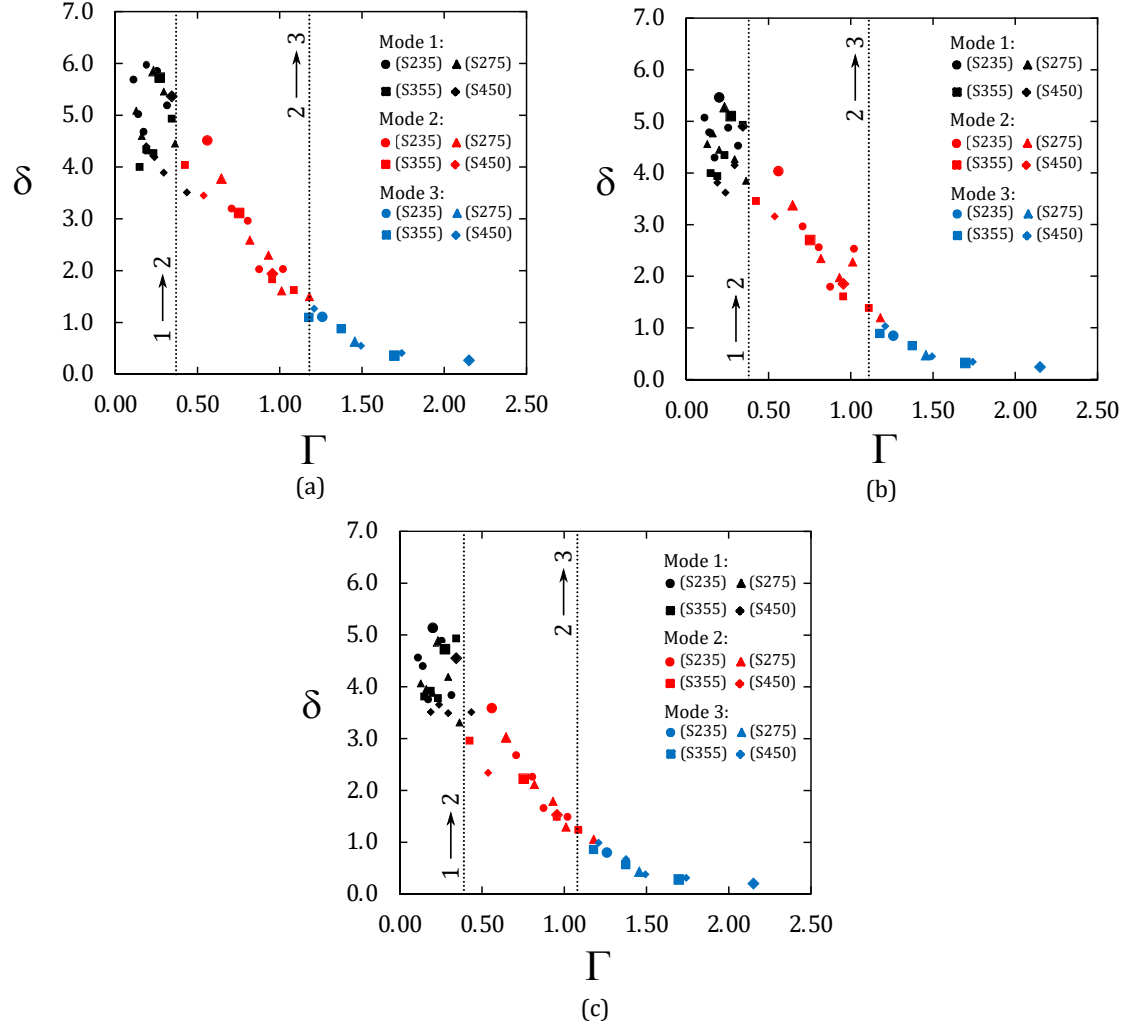 7.0
6.0
5.0
4.0
3.0
2.0
1.0
0.0
δ
0.00 0.50 1.00 1.50 2.00 2.50
Γ
(a)
1 → 2
2 → 3
Mode 1:
(S235) (S275)
(S355) (S450)
Mode 2:
(S235) (S275)
(S355) (S450)
Mode 3:
(S235) (S275)
(S355) (S450)
7.0
6.0
5.0
4.0
3.0
2.0
1.0
0.0
δ
0.00 0.50 1.00 1.50 2.00 2.50
Γ
(b)
1 → 2
2 → 3
Mode 1:
(S235) (S275)
(S355) (S450)
Mode 2:
(S235) (S275)
(S355) (S450)
Mode 3:
(S235) (S275)
(S355) (S450)
7.0
6.0
5.0
4.0
3.0
2.0
1.0
0.0
δ
0.00 0.50 1.00 1.50 2.00 2.50
Γ
(c)
1 → 2
2 → 3
Mode 1:
(S235) (S275)
(S355) (S450)
Mode 2:
(S235) (S275)
(S355) (S450)
Mode 3:
(S235) (S275)
(S355) (S450)